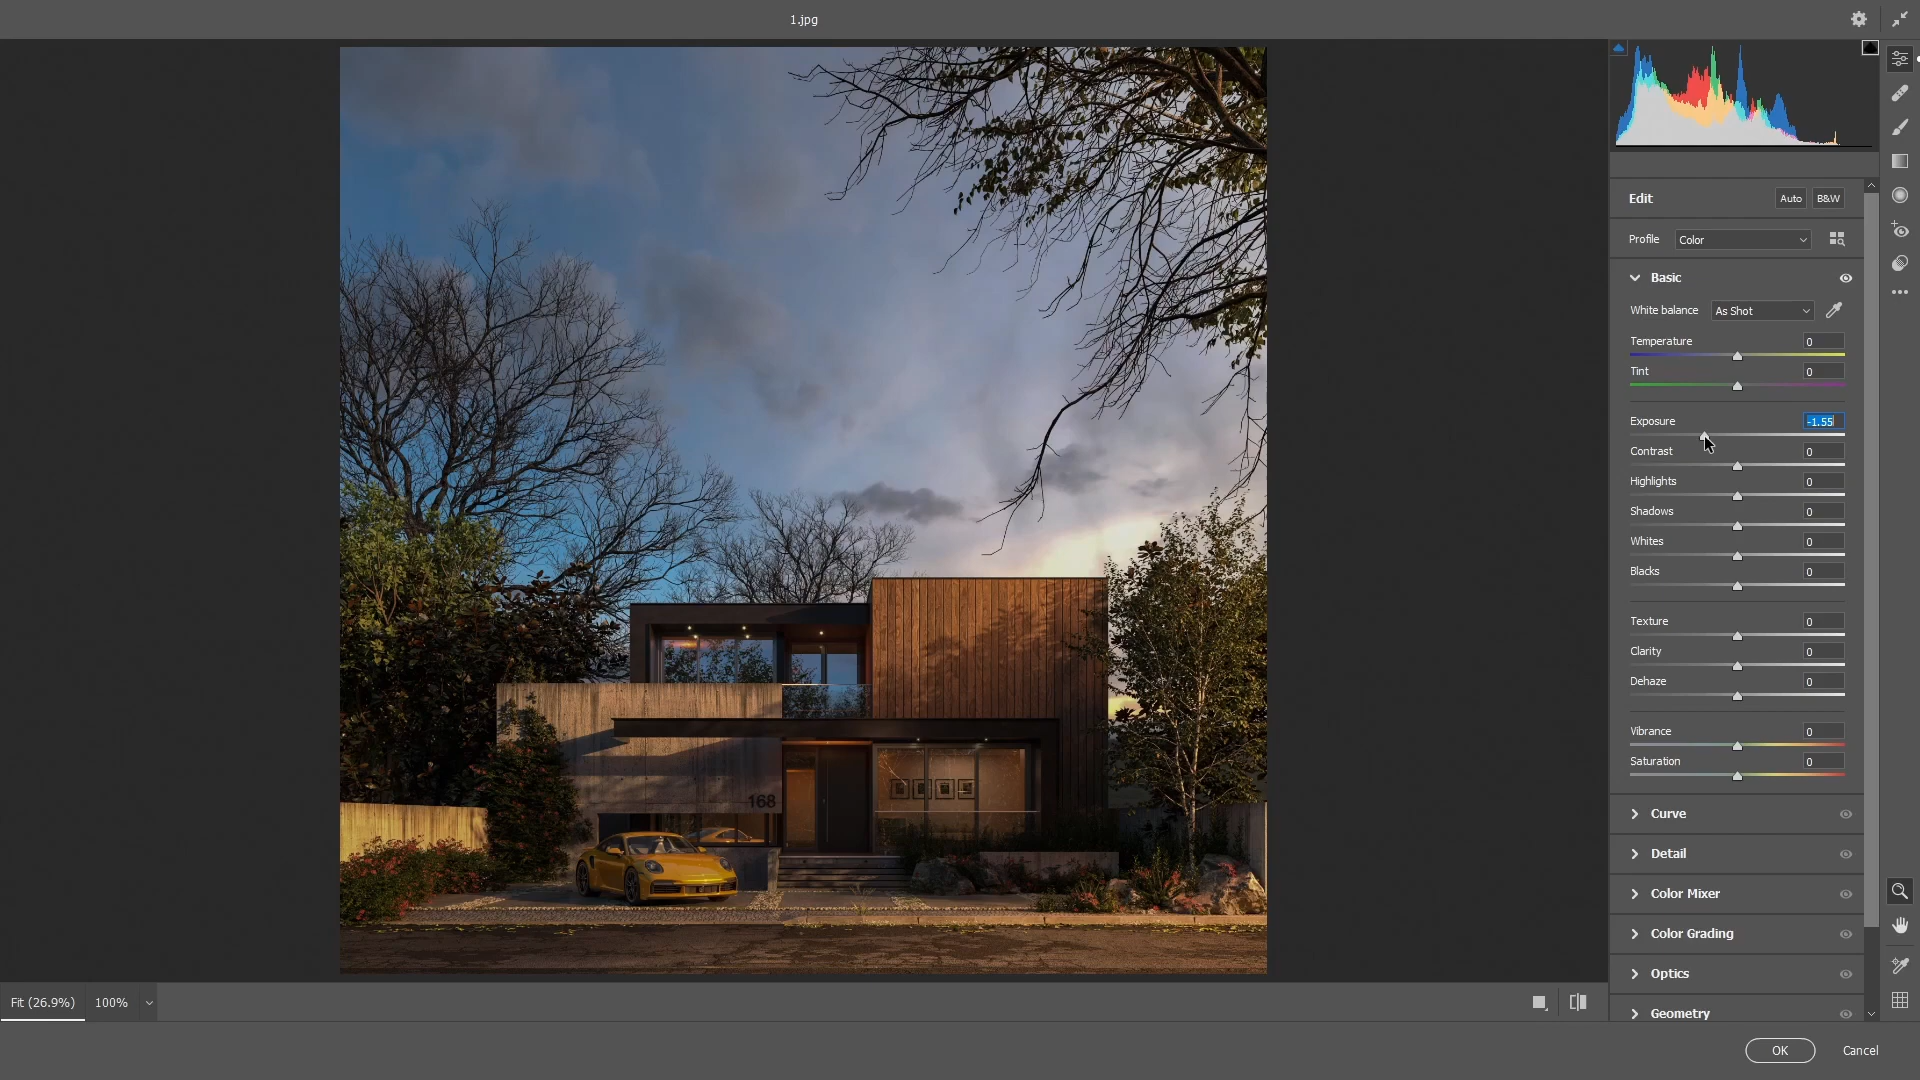 1.jpg
Edit
Auto
B&W
Profile
Color
Basic
White balance
As Shot
Temperature
0
Tint
0
Exposure
-1.55
Contrast
0
Highlights
0
Shadows
0
Whites
0
Blacks
0
Texture
0
Clarity
0
Dehaze
0
Vibrance
0
Saturation
0
Curve
Detail
Color Mixer
Color Grading
Optics
Geometry
168
Fit (26.9%)
100%
OK
Cancel